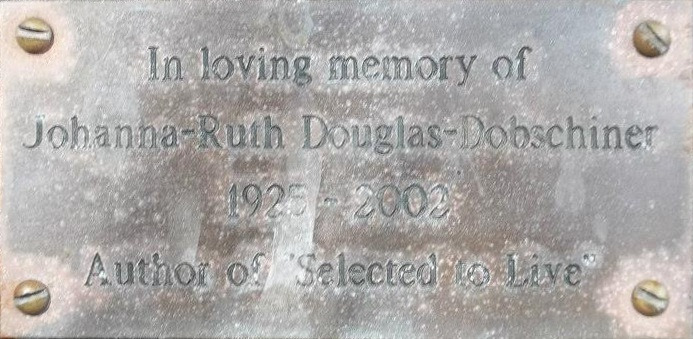 In loving memory of
Johanna-Ruth Douglas-Dobschiner
1925 - 2002
Author of "Selected to Live"